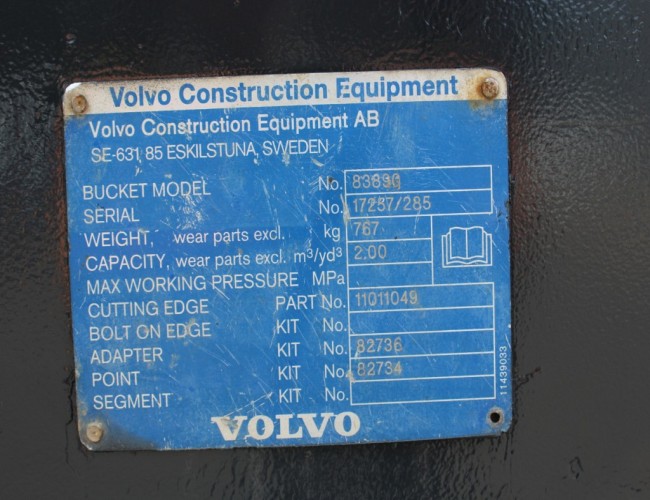 Volvo Construction Equipment
Volvo Construction Equipment AB
SE-631 85 ESKILSTUNA, SWEDEN
BUCKET MODEL No. 83690
SERIAL No. 17237/285
WEIGHT, wear parts excl. kg 767
CAPACITY, wear parts excl. m³/yd³ 2.00
MAX WORKING PRESSURE MPa
CUTTING EDGE PART No. 11011049
BOLT ON EDGE KIT No.
ADAPTER KIT No. 82736
POINT KIT No. 82734
SEGMENT KIT No.
VOLVO
11439033